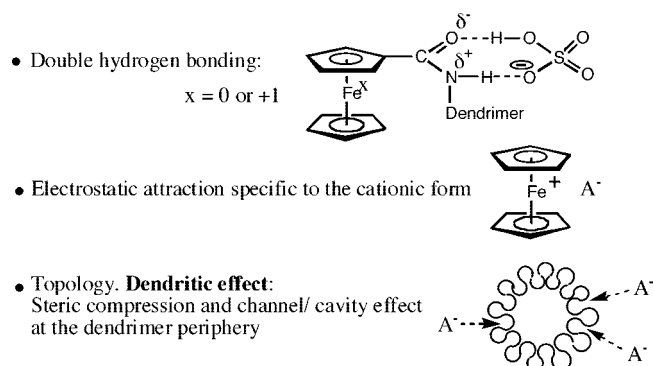 • Double hydrogen bonding:
x = 0 or +1
δ⁻
O H O O
C S
δ⁺
N H O O
⊖
Feˣ
Dendrimer
• Electrostatic attraction specific to the cationic form
Fe⁺ A⁻
• Topology. Dendritic effect:
Steric compression and channel/ cavity effect
at the dendrimer periphery
A⁻
A⁻
A⁻